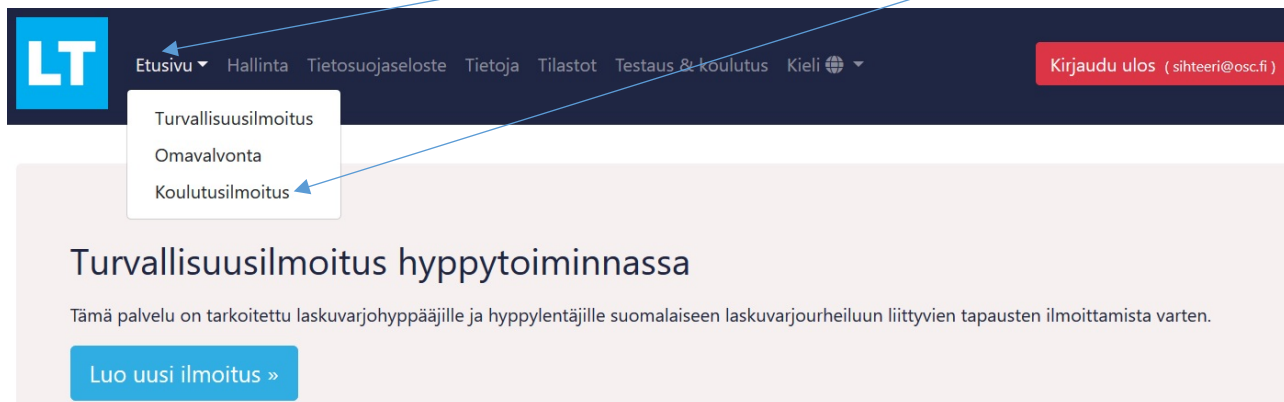 LT
Etusivu Hallinta Tietosuojaseloste Tietoja Tilastot Testaus & koulutus Kieli Kirjaudu ulos ( sihteeri@osc.fi )
Turvallisuusilmoitus
Omavalvonta
Koulutusilmoitus
Turvallisuusilmoitus hyppytoiminnassa
Tämä palvelu on tarkoitettu laskuvarjohyppääjille ja hyppylentäjille suomalaiseen laskuvarjourheiluun liittyvien tapausten ilmoittamista varten.
Luo uusi ilmoitus »